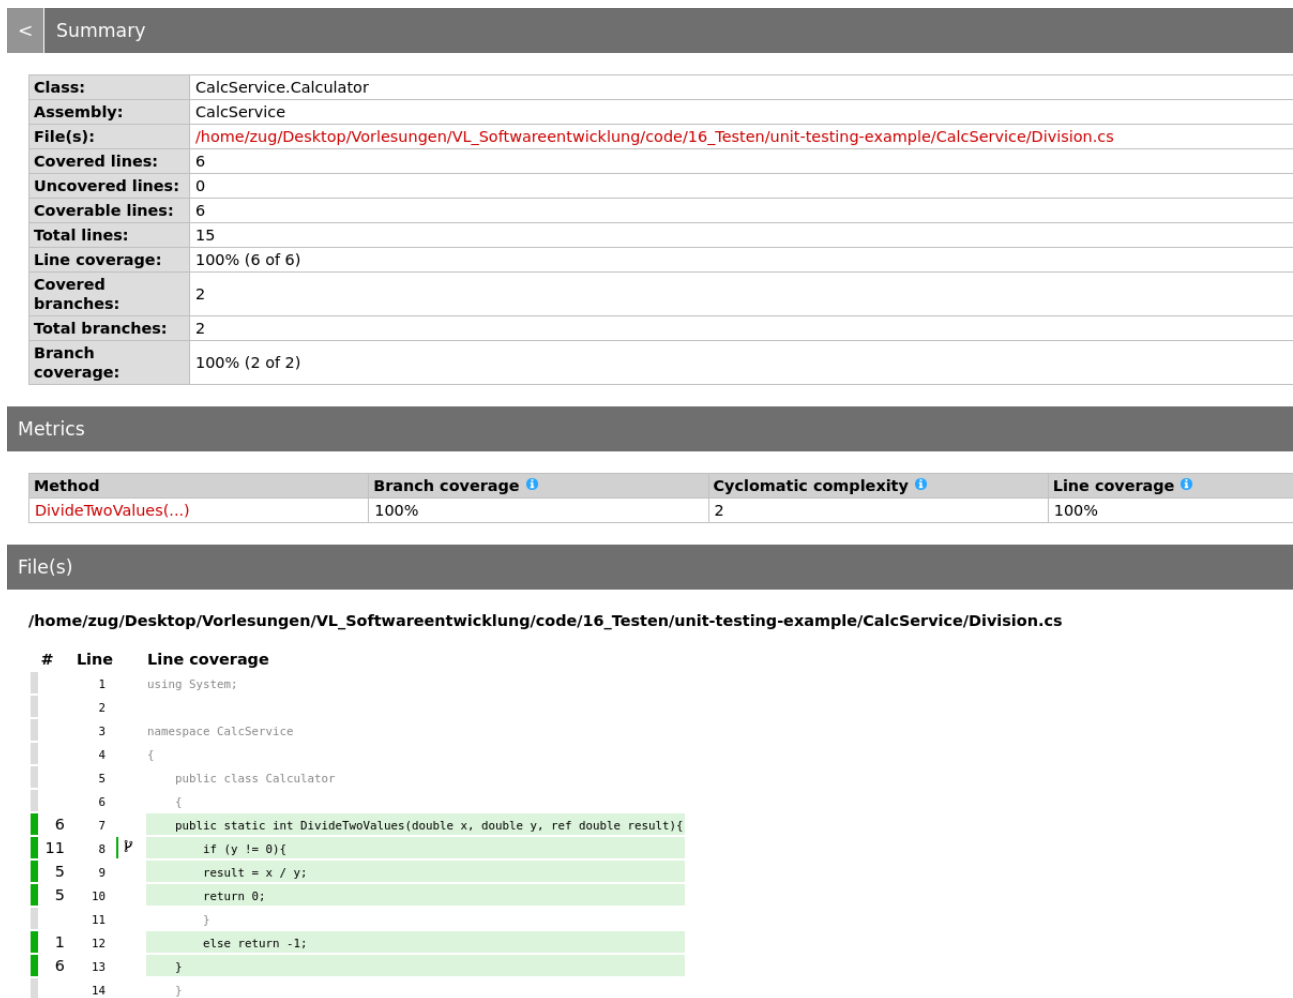 < Summary
Class: CalcService.Calculator
Assembly: CalcService
File(s): /home/zug/Desktop/Vorlesungen/VL_Softwareentwicklung/code/16_Testen/unit-testing-example/CalcService/Division.cs
Covered lines: 6
Uncovered lines: 0
Coverable lines: 6
Total lines: 15
Line coverage: 100% (6 of 6)
Covered
branches: 2
Total branches: 2
Branch
coverage: 100% (2 of 2)
Metrics
Method Branch coverage Cyclomatic complexity Line coverage
DivideTwoValues(...) 100% 2 100%
File(s)
/home/zug/Desktop/Vorlesungen/VL_Softwareentwicklung/code/16_Testen/unit-testing-example/CalcService/Division.cs
# Line Line coverage
1 using System;
2
3 namespace CalcService
4 {
5 public class Calculator
6 {
6 7 public static int DivideTwoValues(double x, double y, ref double result){
11 8 if (y != 0){
5 9 result = x / y;
5 10 return 0;
11 }
1 12 else return -1;
6 13 }
14 }